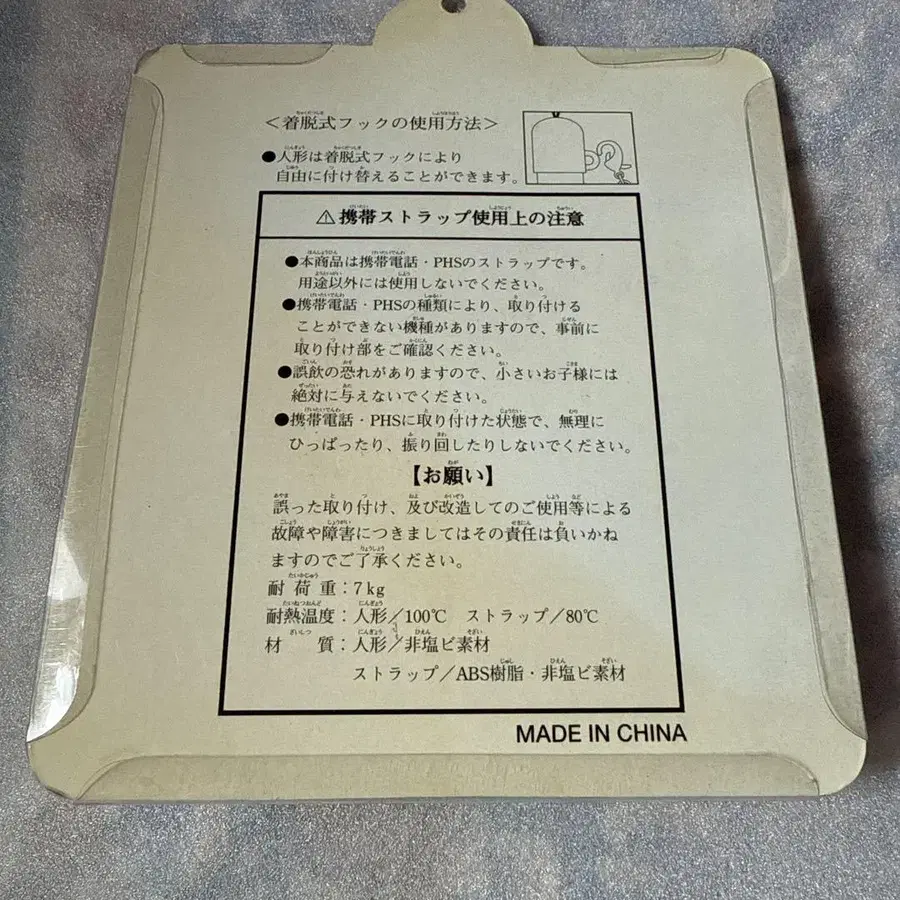 <着脱式フックの使用方法>
●人形は着脱式フックにより
自由に付け替えることができます。
⚠携帯ストラップ使用上の注意
●本商品は携帯電話・PHSのストラップです。
用途以外には使用しないでください。
●携帯電話・PHSの種類により、取り付ける
ことができない機種がありますので、事前に
取り付け部をご確認ください。
●誤飲の恐れがありますので、小さいお子様には
絶対に与えないでください。
●携帯電話・PHSに取り付けた状態で、無理に
ひっぱったり、振り回したりしないでください。
【お願い】
誤った取り付け、及び改造してのご使用等による
故障や障害につきましてはその責任は負いかね
ますのでご了承ください。
耐荷重:7kg
耐熱温度:人形/100℃ ストラップ/80℃
材 質:人形/非塩ビ素材
ストラップ/ABS樹脂・非塩ビ素材
MADE IN CHINA